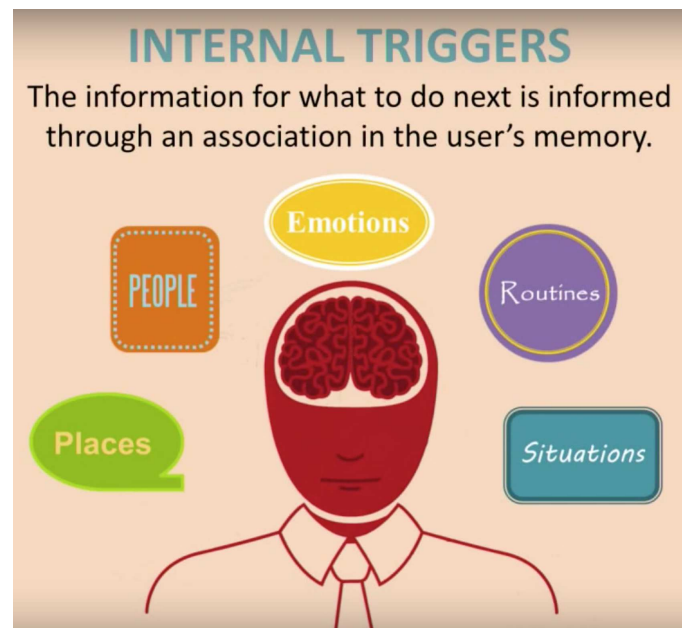 INTERNAL TRIGGERS
The information for what to do next is informed
through an association in the user's memory.
Emotions
PEOPLE
Routines
Places
Situations